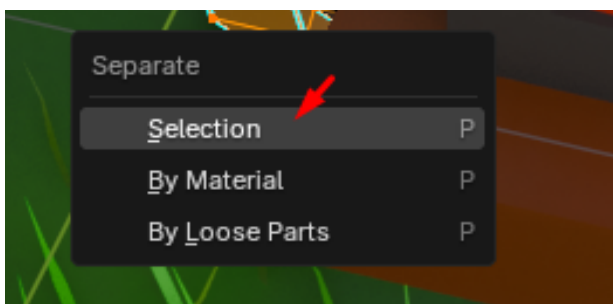 Separate
Selection P
By Material P
By Loose Parts P